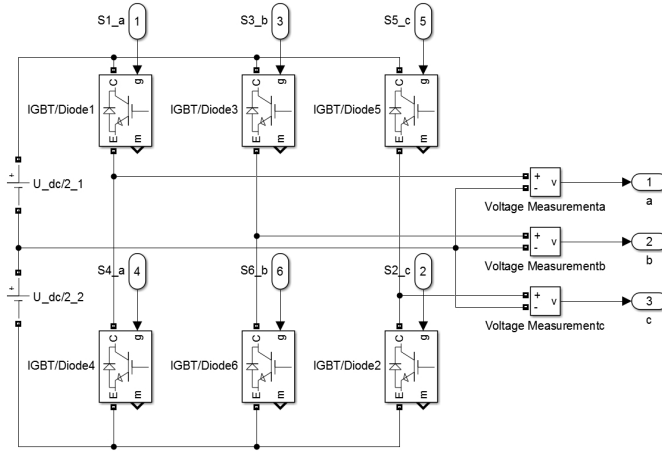 S1_a 1 S3_b 3 S5_c 5
C g C g C g
IGBT/Diode1 IGBT/Diode3 IGBT/Diode5
E m E m E m
+ U_dc/2_1
+ - v 1
Voltage Measurementa a
+ - v 2
Voltage Measurementb b
S4_a 4 S6_b 6 S2_c 2
+ U_dc/2_2
+ - v 3
Voltage Measurementc c
C g C g C g
IGBT/Diode4 IGBT/Diode6 IGBT/Diode2
E m E m E m